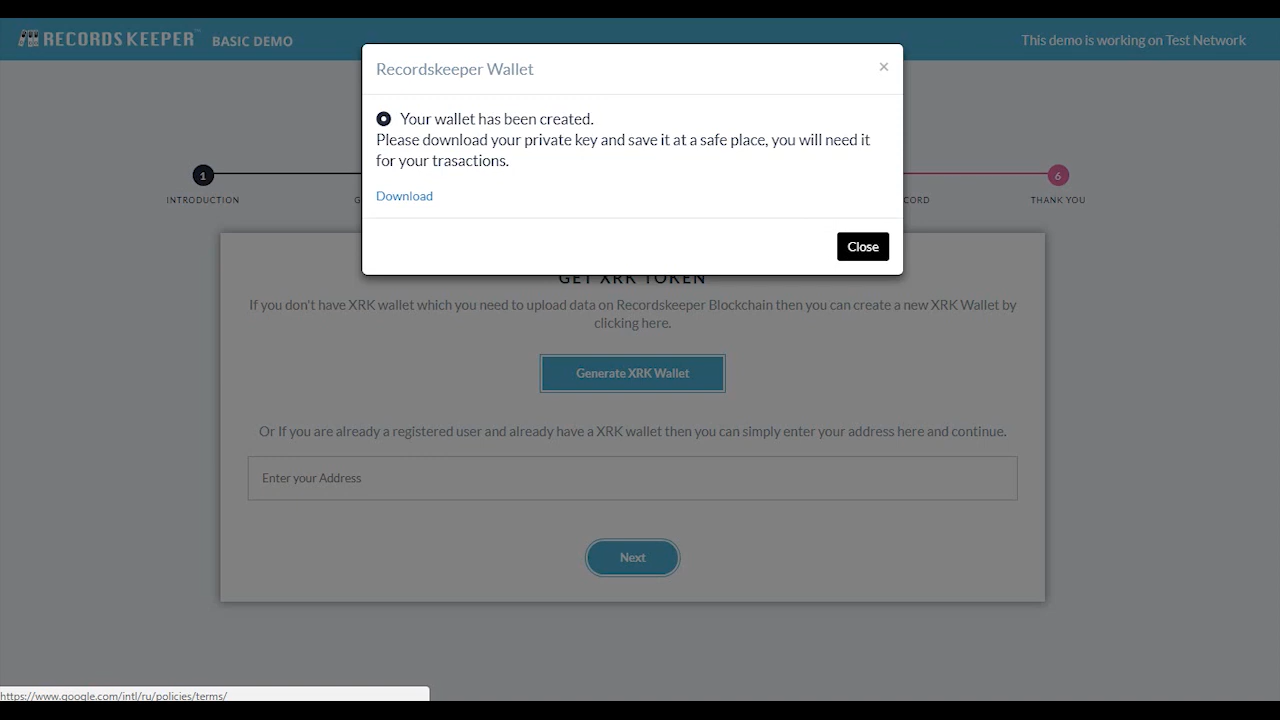 RECORDS KEEPER™ BASIC DEMO
This demo is working on Test Network
Recordskeeper Wallet
×
Your wallet has been created.
Please download your private key and save it at a safe place, you will need it
for your trasactions.
Download
Close
1
6
INTRODUCTION
G
CORD
THANK YOU
GET XRK TOKEN
If you don't have XRK wallet which you need to upload data on Recordskeeper Blockchain then you can create a new XRK Wallet by
clicking here.
Generate XRK Wallet
Or If you are already a registered user and already have a XRK wallet then you can simply enter your address here and continue.
Enter your Address
Next
https://www.google.com/intl/ru/policies/terms/